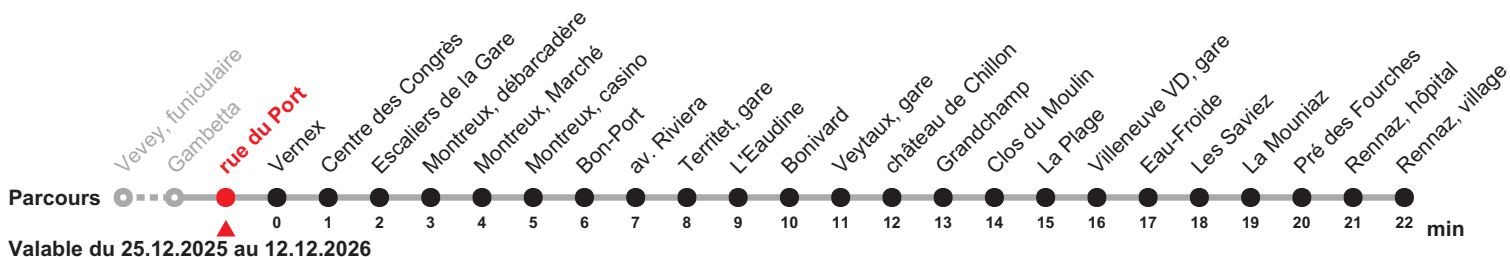 Vevey, funiculaire
Gambetta
rue du Port
Vernex
Centre des Congrès
Escaliers de la Gare
Montreux, débarcadère
Montreux, Marché
Montreux, casino
Bon-Port
av. Riviera
Territet, gare
L'Eaudine
Bonivard
Veytaux, gare
château de Chillon
Grandchamp
Clos du Moulin
La Plage
Villeneuve VD, gare
Eau-Froide
Les Saviez
La Mouniaz
Pré des Fourches
Rennaz, hôpital
Rennaz, village
Parcours
0 1 2 3 4 5 6 7 8 9 10 11 12 13 14 15 16 17 18 19 20 21 22 min
Valable du 25.12.2025 au 12.12.2026